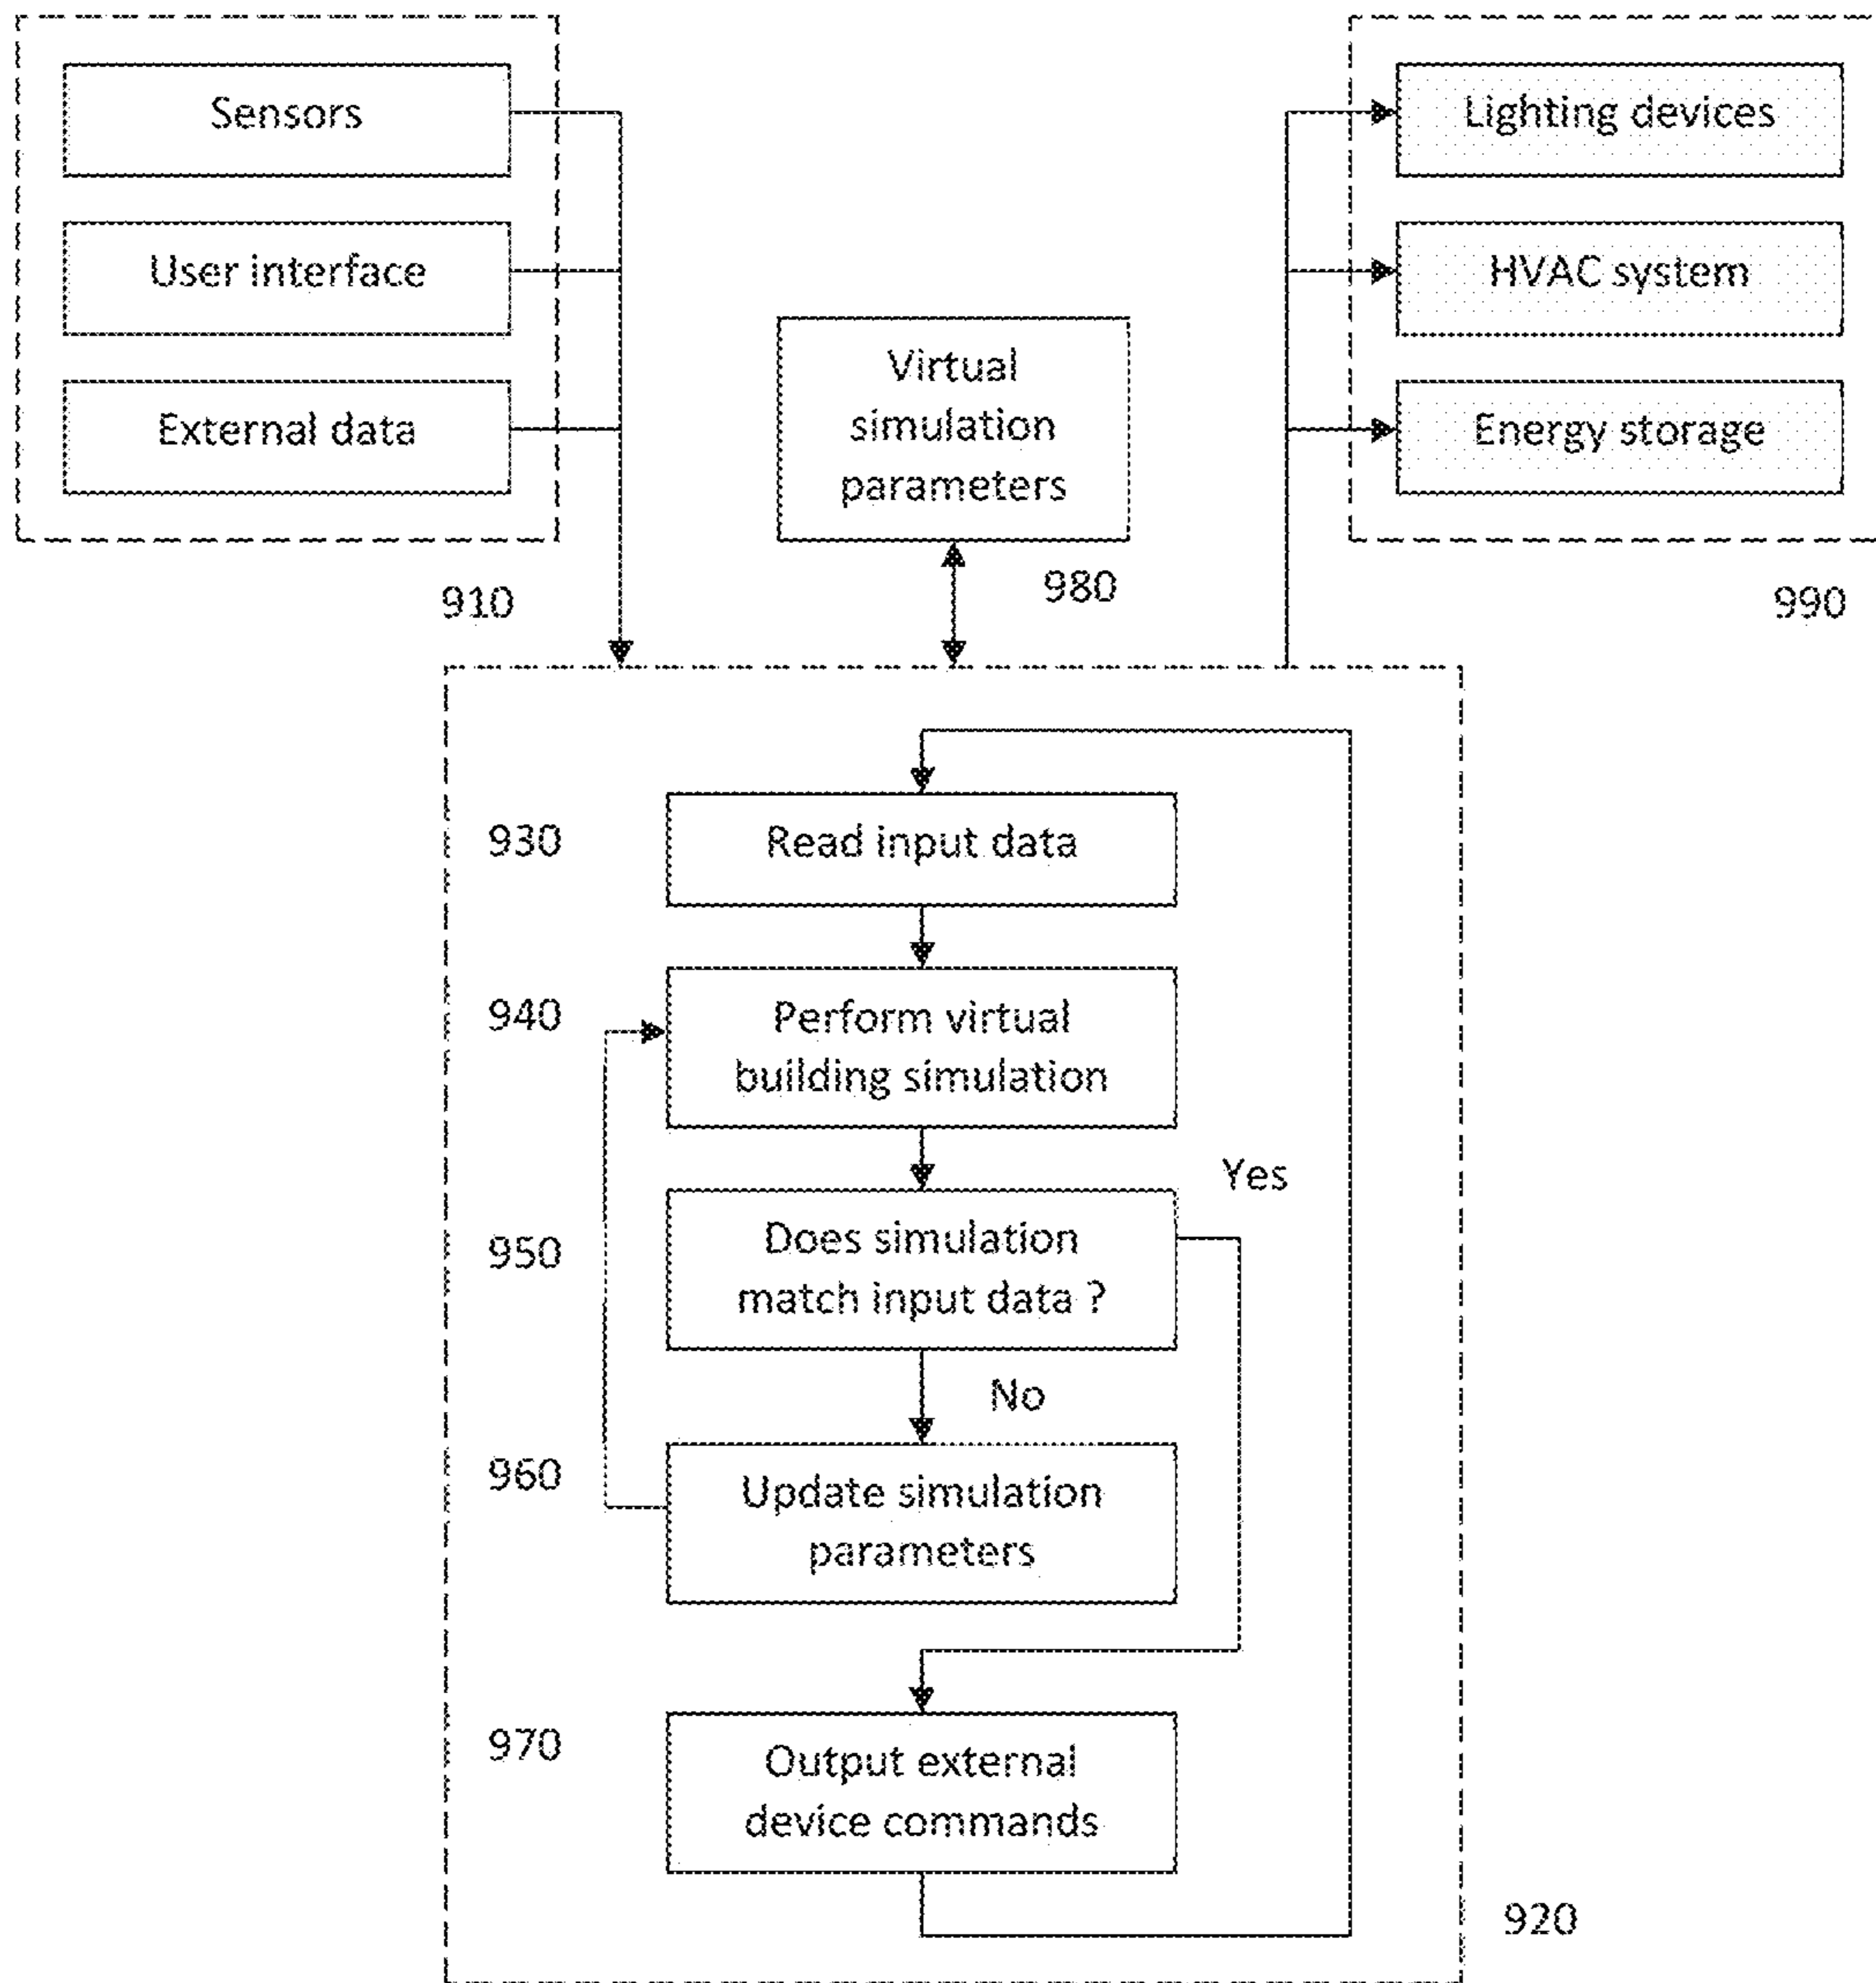 Sensors
User interface
External data
910
Virtual
simulation
parameters
980
Lighting devices
HVAC system
Energy storage
990
930
Read input data
940
Perform virtual
building simulation
Yes
950
Does simulation
match input data ?
No
960
Update simulation
parameters
970
Output external
device commands
920